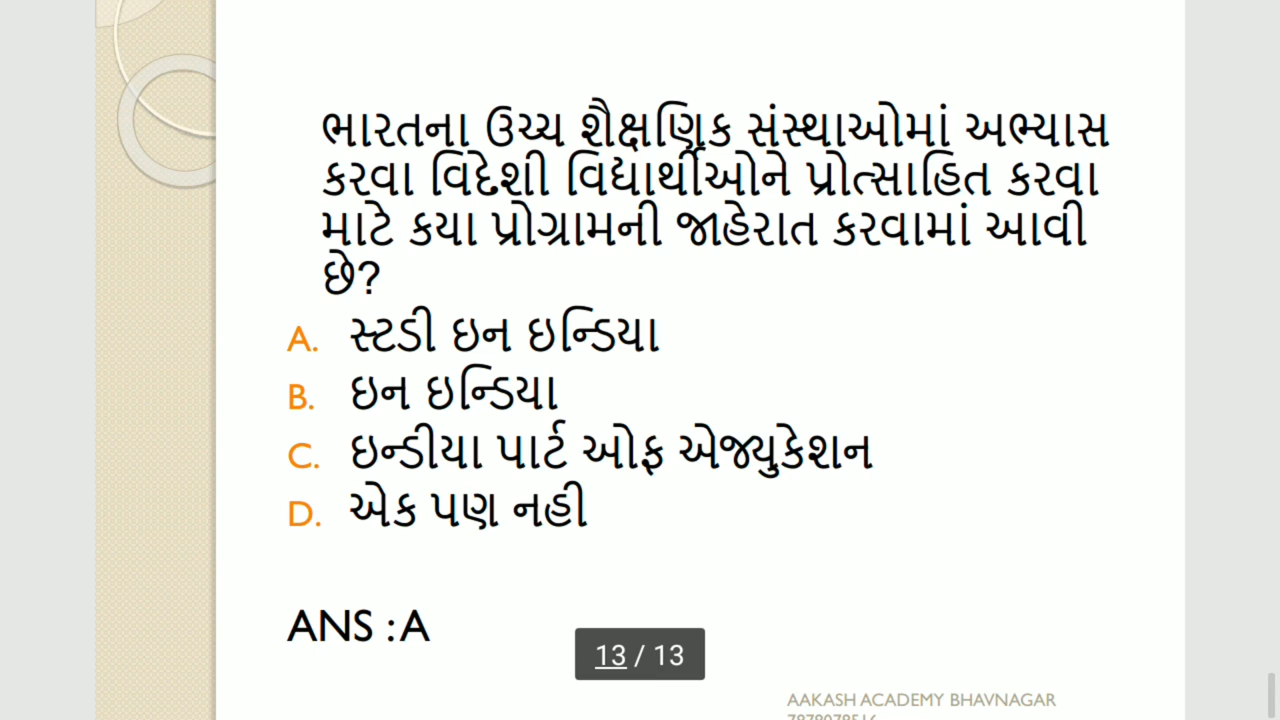 ભારતના ઉચ્ચ શૈક્ષણિક સંસ્થાઓમાં અભ્યાસ
કરવા વિદેશી વિદ્યાર્થીઓને પ્રોત્સાહિત કરવા
માટે કયા પ્રોગ્રામની જાહેરાત કરવામાં આવી
છે?
A. સ્ટડી ઇન ઇન્ડિયા
B. ઇન ઇન્ડિયા
C. ઇન્ડીયા પાર્ટ ઓફ એજ્યુકેશન
D. એક પણ નહી
ANS : A
13 / 13
AAKASH ACADEMY BHAVNAGAR